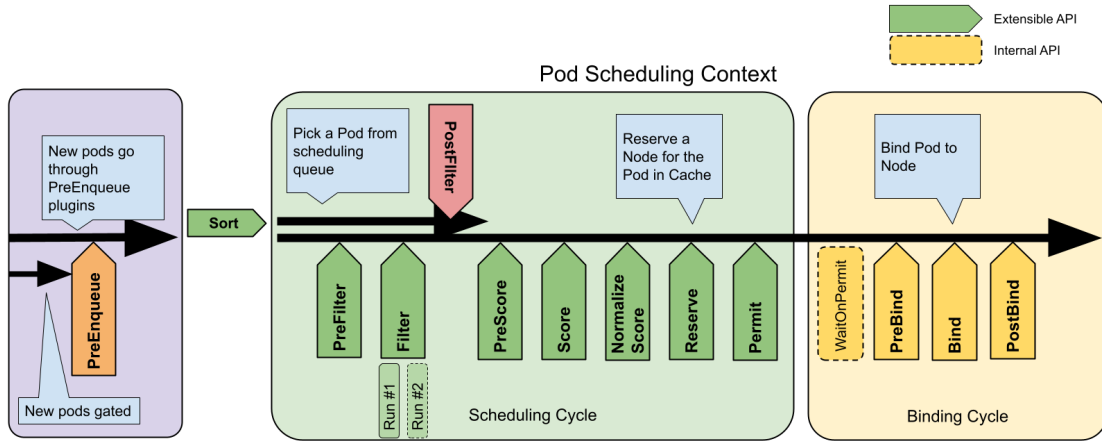 Extensible API
Internal API
Pod Scheduling Context
New pods go
through
PreEnqueue
plugins
PreEnqueue
New pods gated
Sort
Pick a Pod from
scheduling
queue
PostFIlter
Reserve a
Node for the
Pod in Cache
PreFilter
Filter
Run #1
Run #2
PreScore
Score
Normalize
Score
Reserve
Permit
Scheduling Cycle
Bind Pod to
Node
WaitOnPermit
PreBind
Bind
PostBind
Binding Cycle